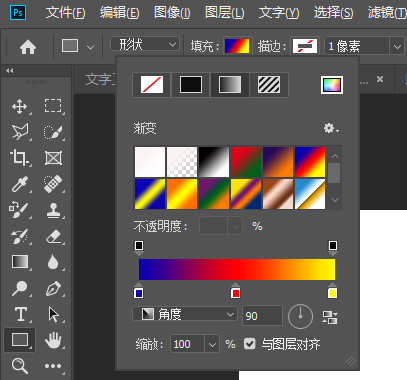 Ps 文件(F) 编辑(E) 图像(I) 图层(L) 文字(Y) 选择(S) 滤镜(T)
形状 填充: 描边: 1 像素
文字工 ... ×
渐变
不透明度: %
角度 90
缩放: 100 % 与图层对齐
T